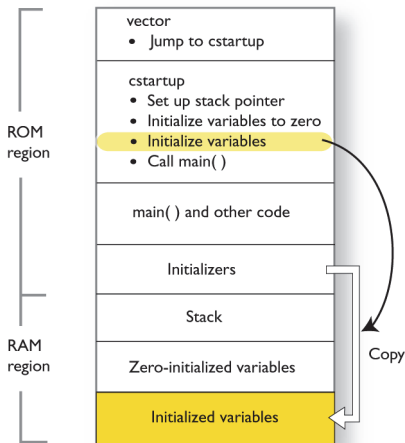 vector
• Jump to cstartup
cstartup
• Set up stack pointer
• Initialize variables to zero
• Initialize variables
• Call main( )
ROM
region
main( ) and other code
Initializers
Stack
RAM
region
Copy
Zero-initialized variables
Initialized variables